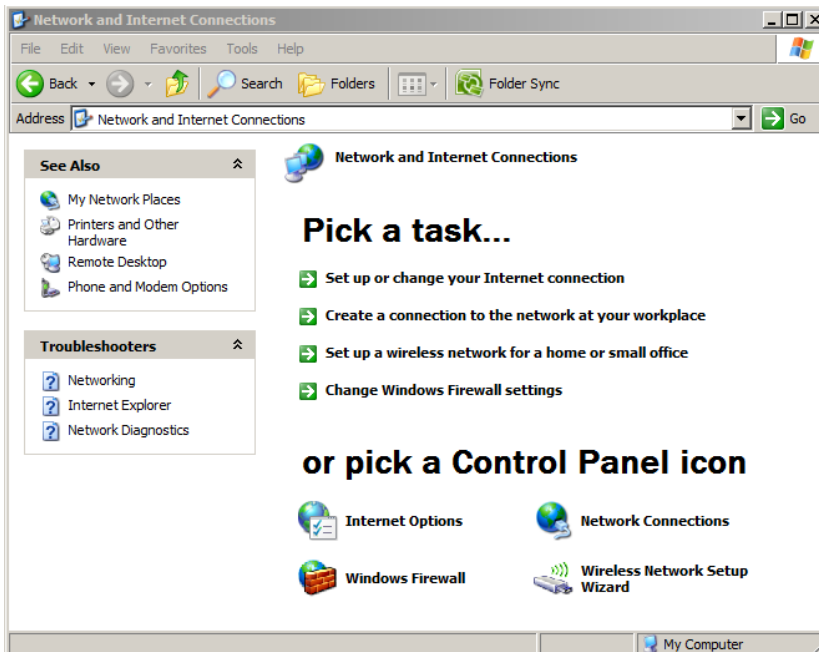 Network and Internet Connections
File Edit View Favorites Tools Help
Back Search Folders Folder Sync
Address Network and Internet Connections Go
See Also
My Network Places
Printers and Other
Hardware
Remote Desktop
Phone and Modem Options
Troubleshooters
Networking
Internet Explorer
Network Diagnostics
Network and Internet Connections
Pick a task...
Set up or change your Internet connection
Create a connection to the network at your workplace
Set up a wireless network for a home or small office
Change Windows Firewall settings
or pick a Control Panel icon
Internet Options
Network Connections
Windows Firewall
Wireless Network Setup
Wizard
My Computer